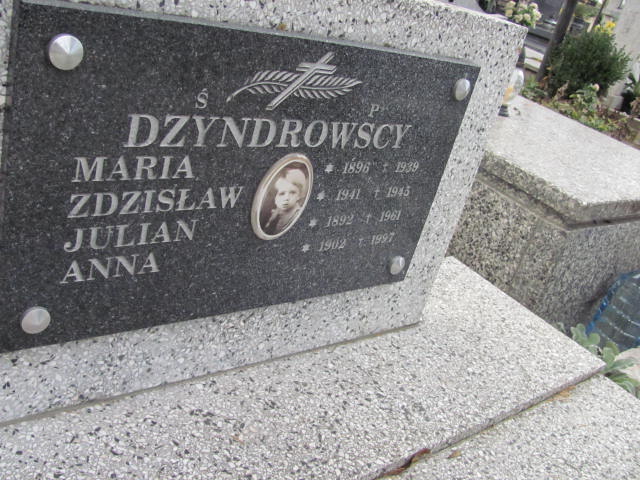 Ś P
DZYNDROWSCY
MARIA * 1896 † 1939
ZDZISŁAW * 1941 † 1945
JULIAN * 1892 † 1961
ANNA * 1902 † 1997